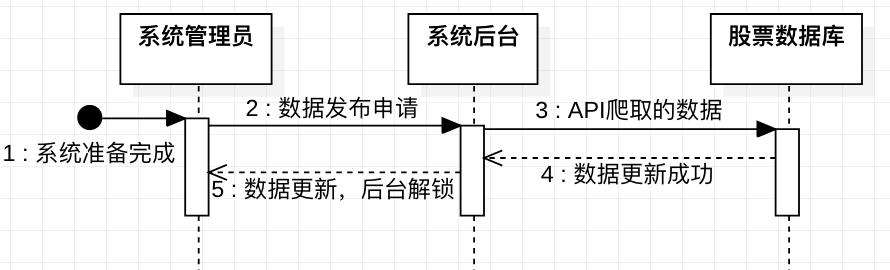 系统管理员
系统后台
股票数据库
1 : 系统准备完成
2 : 数据发布申请
3 : API爬取的数据
4 : 数据更新成功
5 : 数据更新，后台解锁